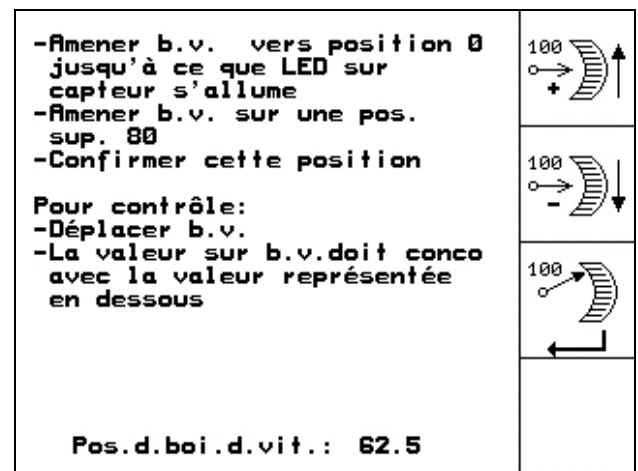 -Amener b.v. vers position 0
jusqu'à ce que LED sur
capteur s'allume
-Amener b.v. sur une pos.
sup. 80
-Confirmer cette position
Pour contrôle:
-Déplacer b.v.
-La valeur sur b.v.doit conco
avec la valeur représentée
en dessous
Pos.d.boi.d.vit.: 62.5
100
+
100
-
100